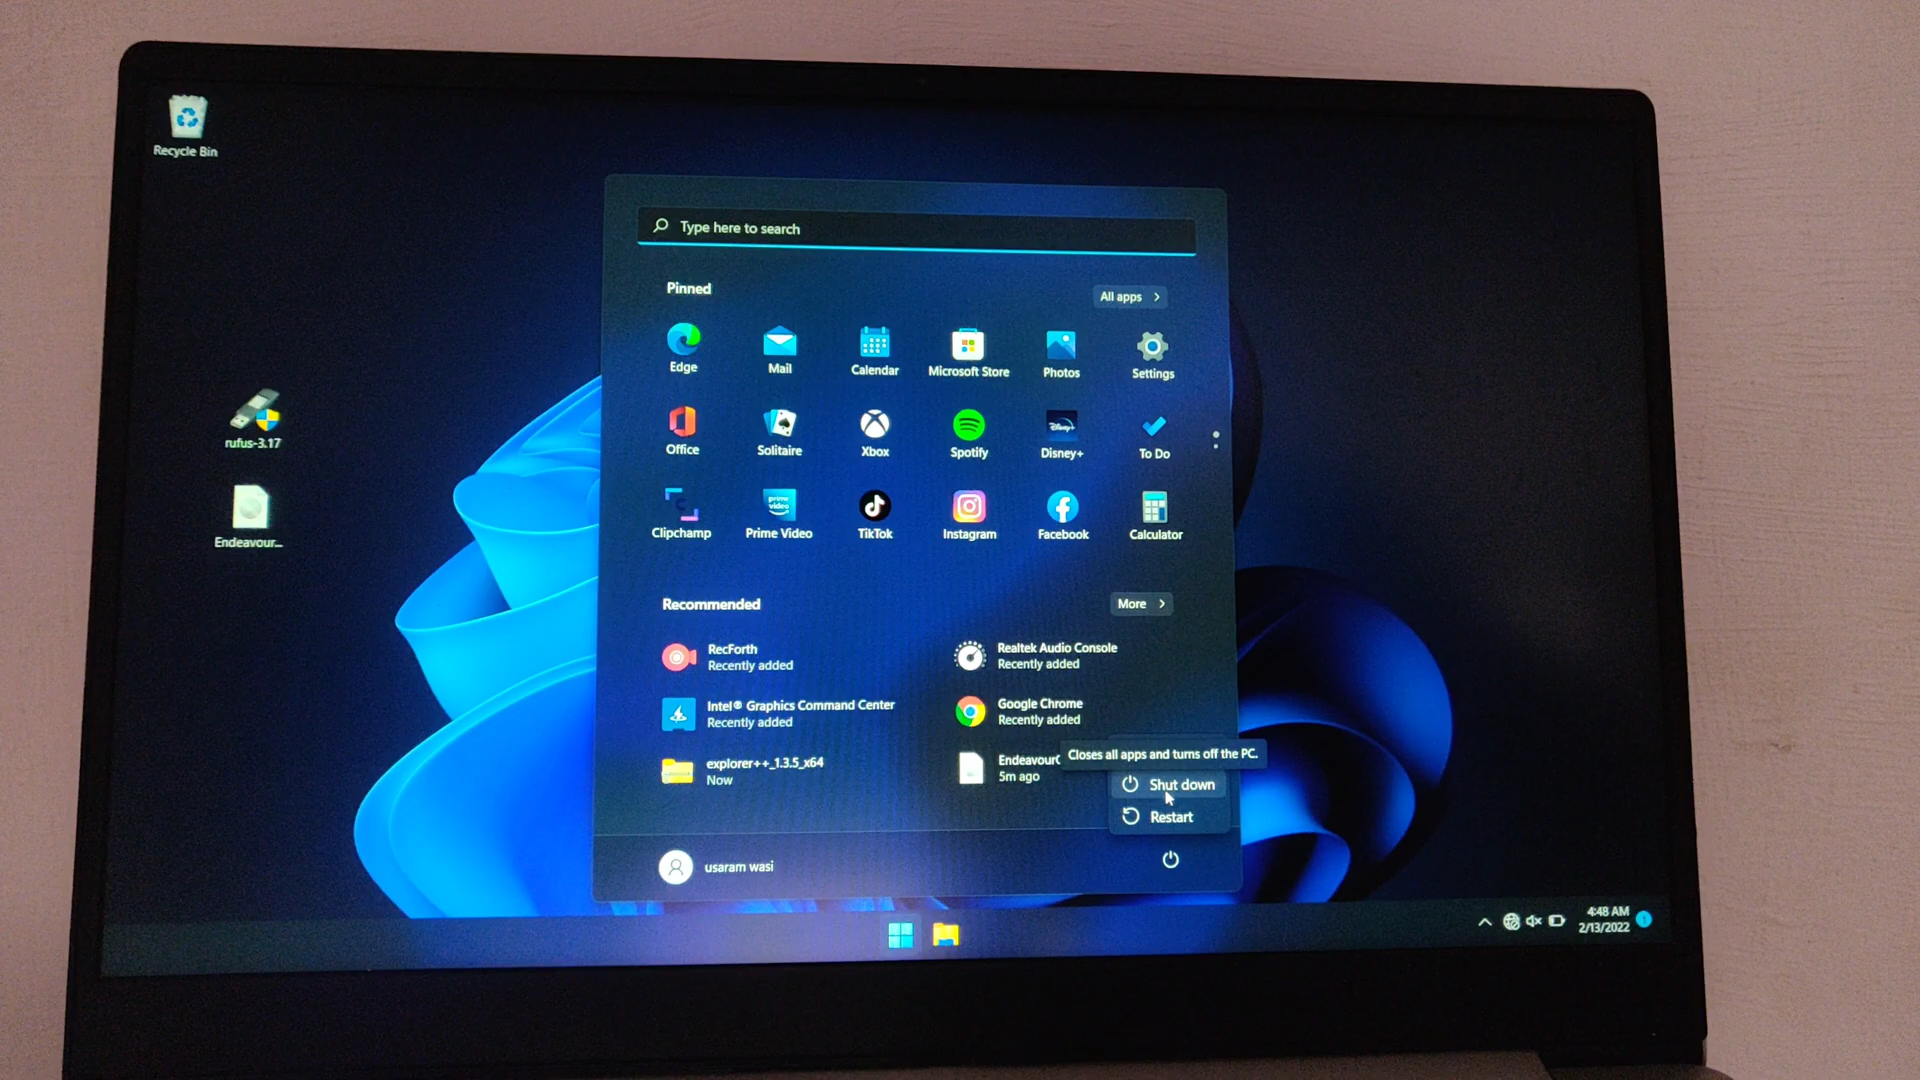 Recycle Bin
rufus-3.17
Endeavour...
Type here to search
Pinned
All apps
Edge
Mail
Calendar
Microsoft Store
Photos
Settings
Office
Solitaire
Xbox
Spotify
Disney+
To Do
Clipchamp
Prime Video
TikTok
Instagram
Facebook
Calculator
Recommended
More
RecForth
Recently added
Realtek Audio Console
Recently added
Intel® Graphics Command Center
Recently added
Google Chrome
Recently added
explorer++_1.3.5_x64
Now
Endeavour
5m ago
Closes all apps and turns off the PC.
Shut down
Restart
usaram wasi
4:48 AM
2/13/2022
1